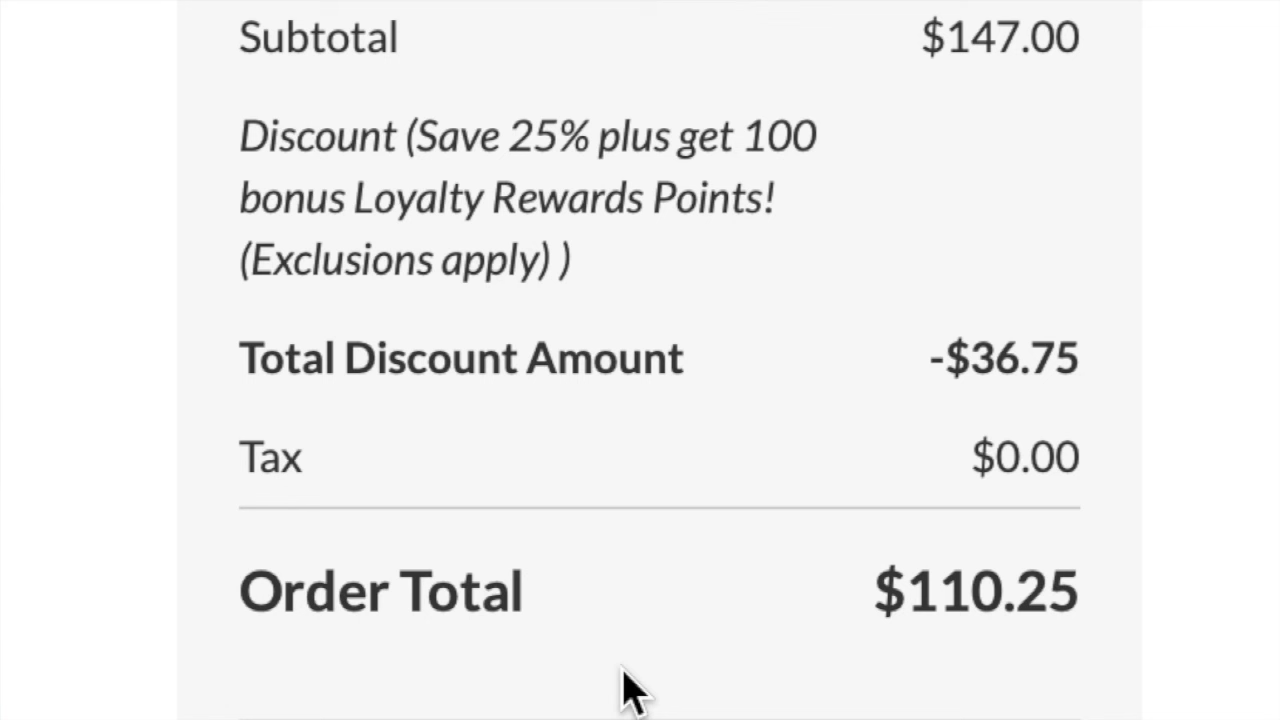 Subtotal $147.00
Discount (Save 25% plus get 100
bonus Loyalty Rewards Points!
(Exclusions apply) )
Total Discount Amount -$36.75
Tax $0.00
Order Total $110.25